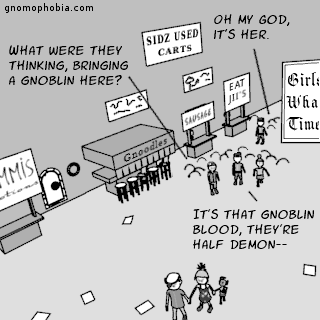 gnomophobia.com
OH MY GOD,
IT'S HER.
WHAT WERE THEY
THINKING, BRINGING
A GNOBLIN HERE?
SIDZ USED
CARTS
EAT
JII'S
SAUSAGE
Girls
Wha
Time
Gnoodles
MMIS
IT'S THAT GNOBLIN
BLOOD, THEY'RE
HALF DEMON--